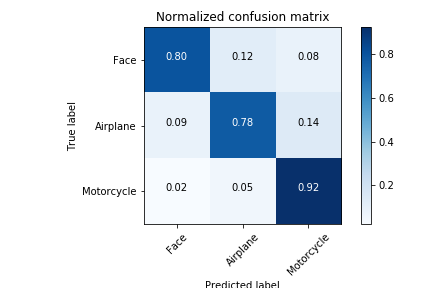 Normalized confusion matrix
Face 0.80 0.12 0.08
Airplane 0.09 0.78 0.14
Motorcycle 0.02 0.05 0.92
Face Airplane Motorcycle
True label
Predicted label
0.8
0.6
0.4
0.2